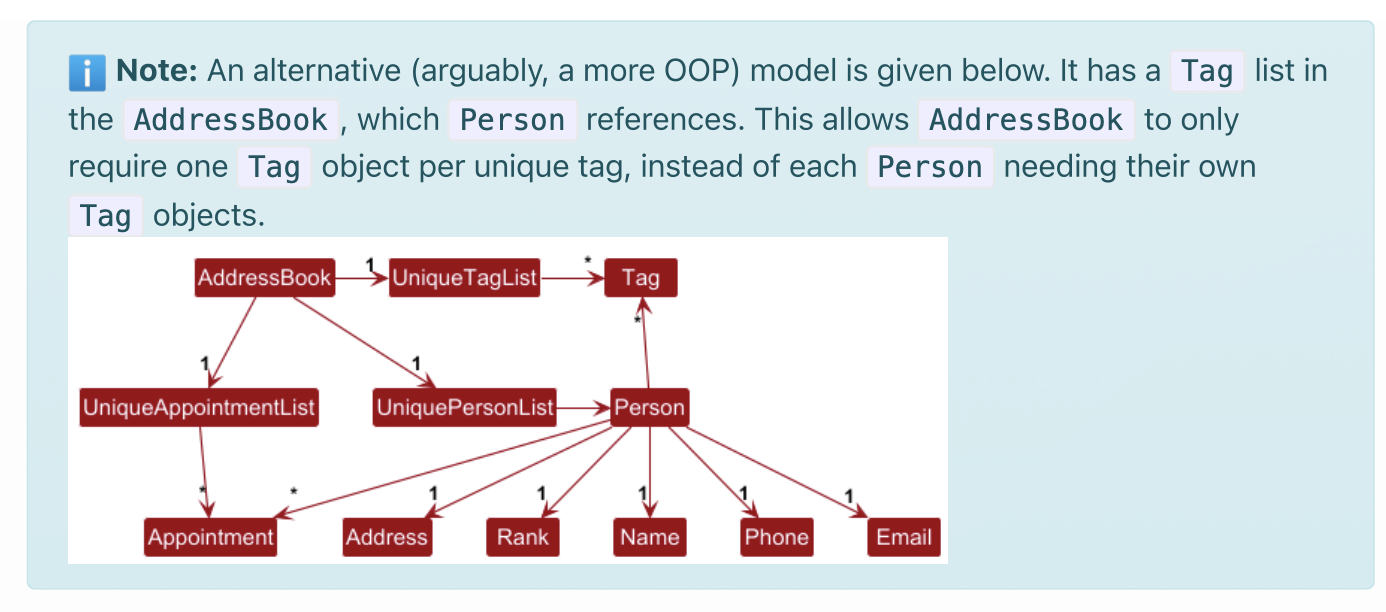 ℹ Note: An alternative (arguably, a more OOP) model is given below. It has a Tag list in
the AddressBook, which Person references. This allows AddressBook to only
require one Tag object per unique tag, instead of each Person needing their own
Tag objects.
AddressBook 1 UniqueTagList * Tag
*
1 1
UniqueAppointmentList UniquePersonList Person
* * 1 1 1 1 1
Appointment Address Rank Name Phone Email